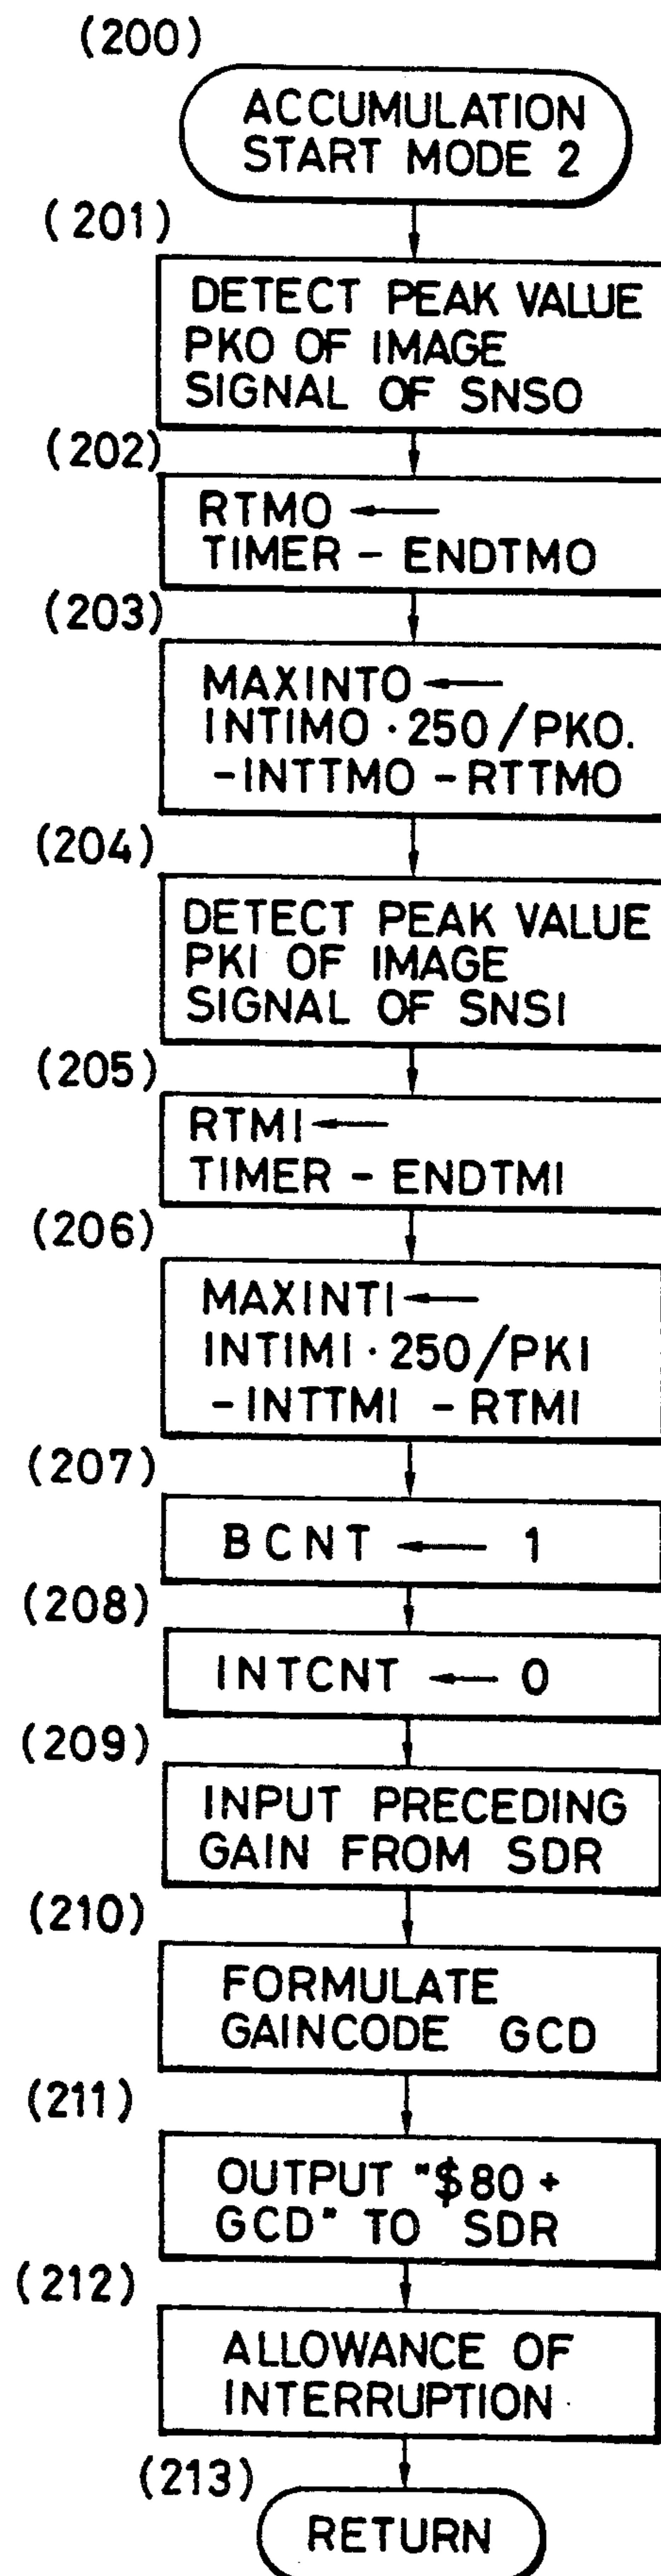 (200)
ACCUMULATION
START MODE 2
(201)
DETECT PEAK VALUE
PKO OF IMAGE
SIGNAL OF SNSO
(202)
RTMO ←
TIMER - ENDTMO
(203)
MAXINTO ←
INTIMO · 250 / PKO.
-INTTMO - RTTMO
(204)
DETECT PEAK VALUE
PKI OF IMAGE
SIGNAL OF SNSI
(205)
RTMI ←
TIMER - ENDTMI
(206)
MAXINTI ←
INTIMI · 250 / PKI
-INTTMI - RTMI
(207)
BCNT ← 1
(208)
INTCNT ← 0
(209)
INPUT PRECEDING
GAIN FROM SDR
(210)
FORMULATE
GAINCODE GCD
(211)
OUTPUT "$80 +
GCD" TO SDR
(212)
ALLOWANCE OF
INTERRUPTION
(213)
RETURN